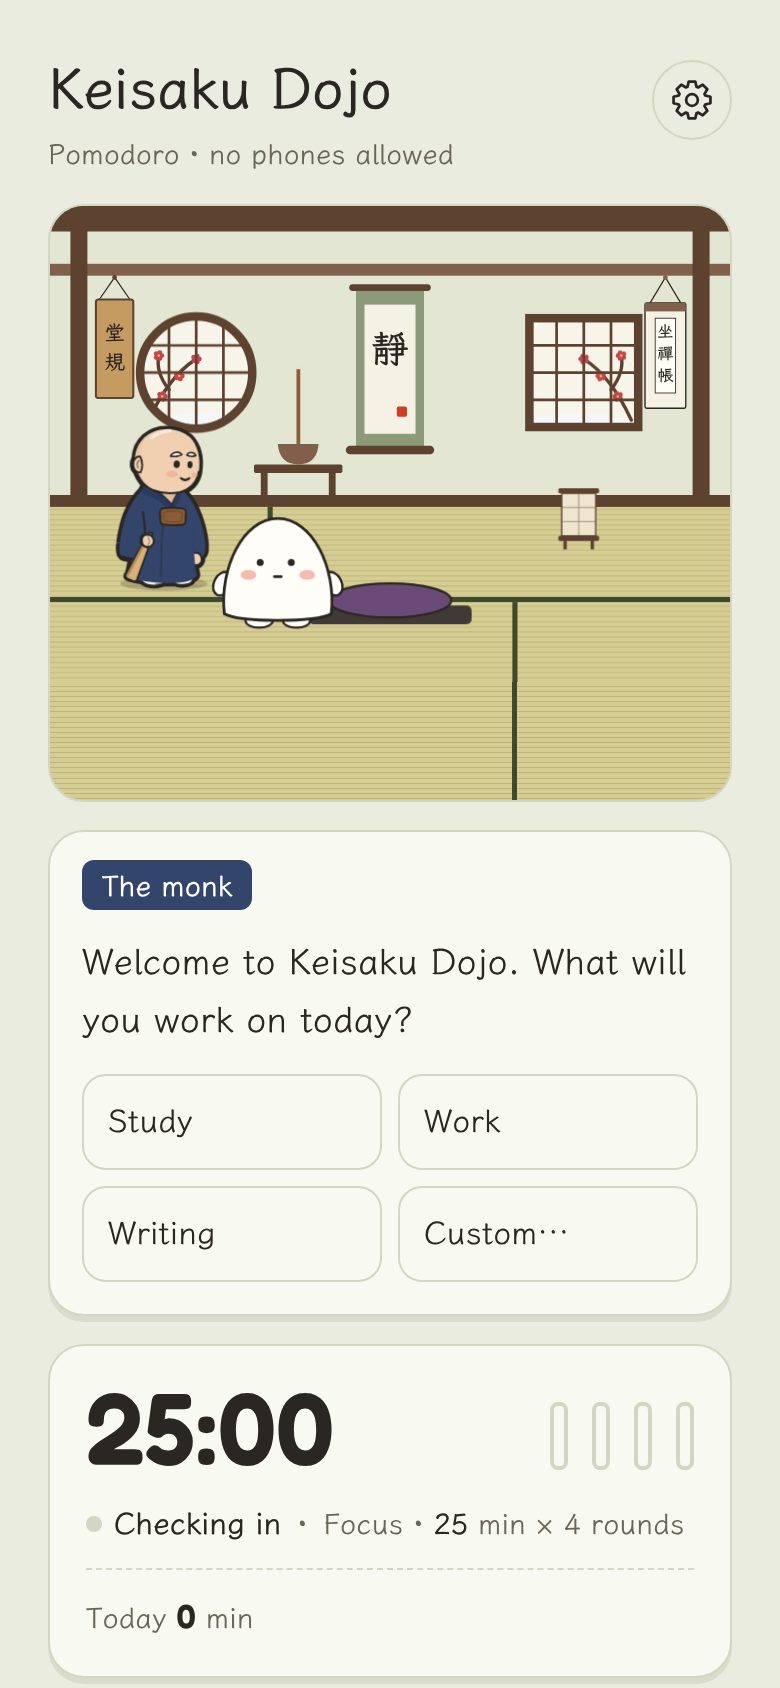 Keisaku Dojo
Pomodoro • no phones allowed
堂規
靜
坐禪帳
The monk
Welcome to Keisaku Dojo. What will
you work on today?
Study
Work
Writing
Custom…
25:00
Checking in • Focus • 25 min × 4 rounds
Today 0 min